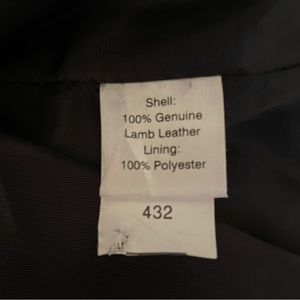 Shell:
100% Genuine
Lamb Leather
Lining:
100% Polyester
432